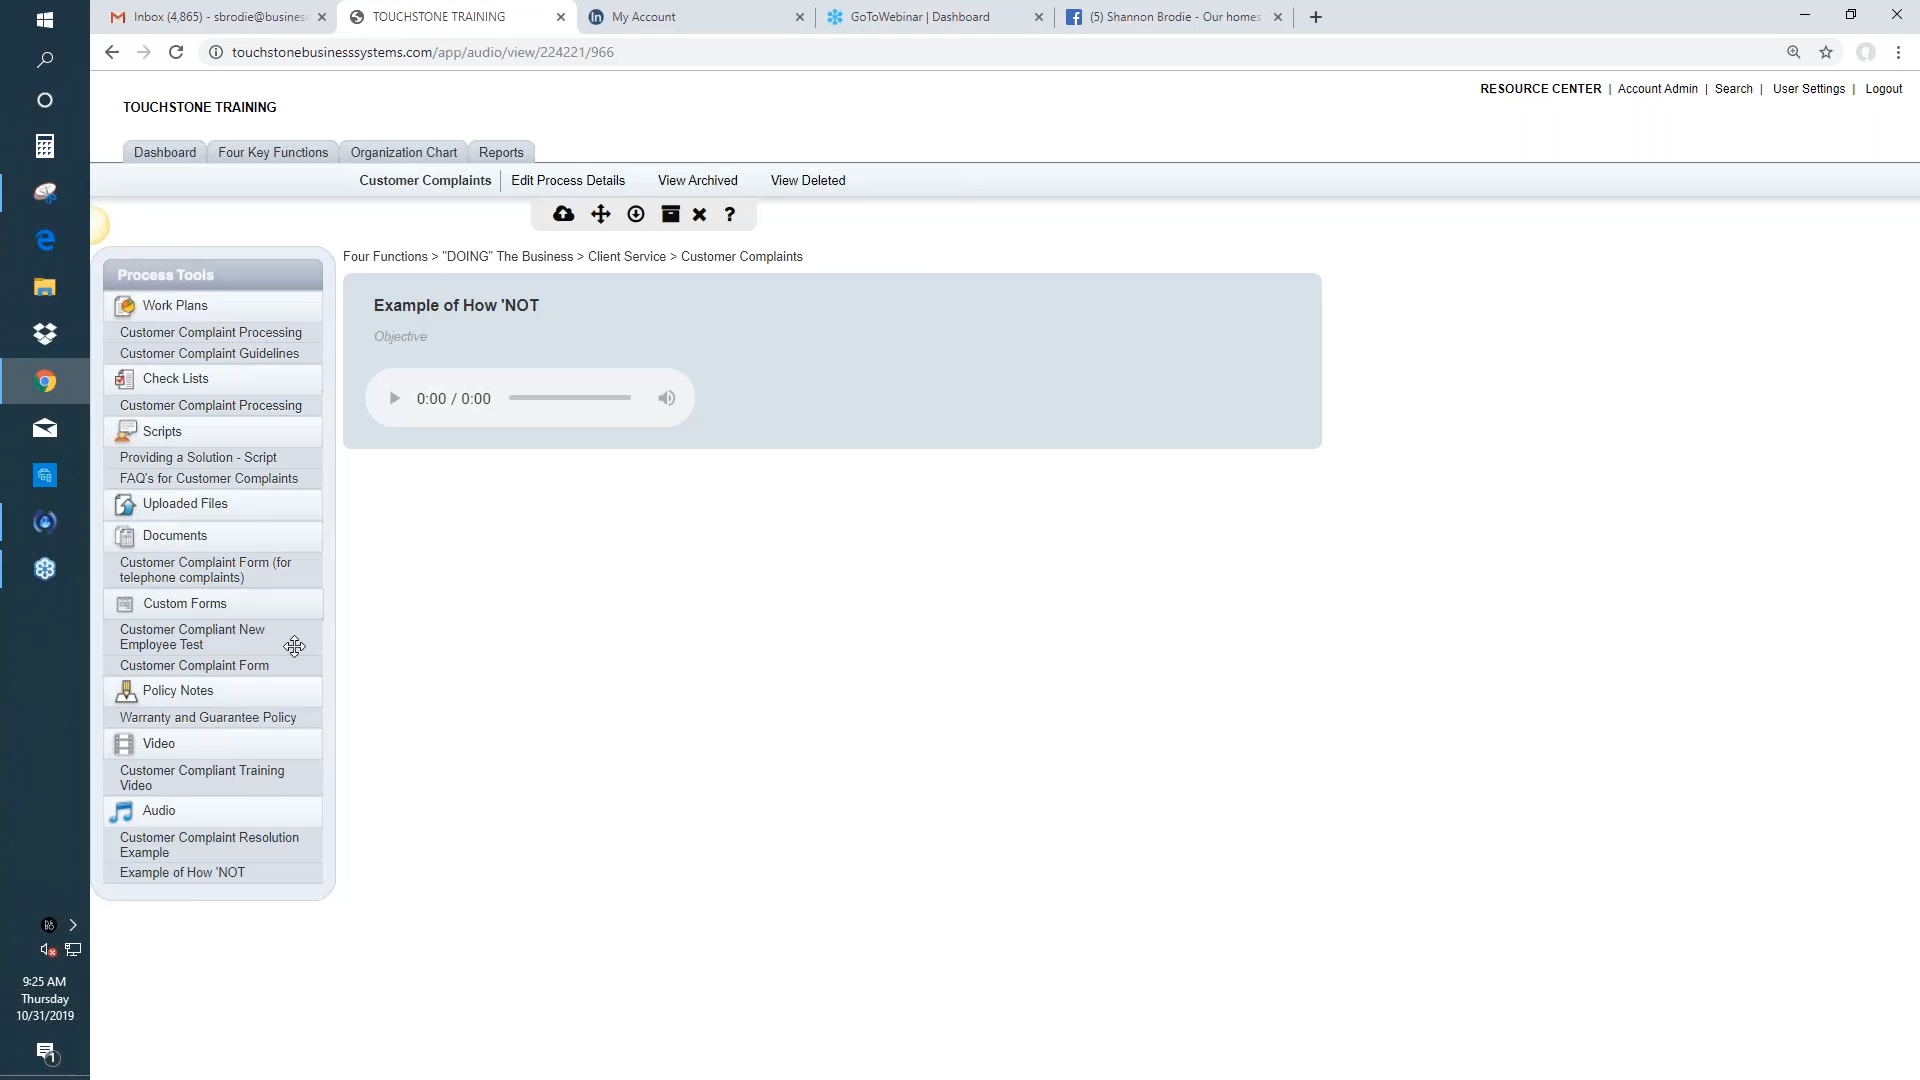 Inbox (4,865) - sbrodie@busines
TOUCHSTONE TRAINING
My Account
GoToWebinar | Dashboard
(5) Shannon Brodie - Our homes
touchstonebusinesssystems.com/app/audio/view/224221/966
RESOURCE CENTER | Account Admin | Search | User Settings | Logout
TOUCHSTONE TRAINING
Dashboard
Four Key Functions
Organization Chart
Reports
Customer Complaints
Edit Process Details
View Archived
View Deleted
?
Four Functions > "DOING" The Business > Client Service > Customer Complaints
Process Tools
Work Plans
Customer Complaint Processing
Customer Complaint Guidelines
Check Lists
Customer Complaint Processing
Scripts
Providing a Solution - Script
FAQ's for Customer Complaints
Uploaded Files
Documents
Customer Complaint Form (for
telephone complaints)
Custom Forms
Customer Compliant New
Employee Test
Customer Complaint Form
Policy Notes
Warranty and Guarantee Policy
Video
Customer Compliant Training
Video
Audio
Customer Complaint Resolution
Example
Example of How 'NOT
Example of How 'NOT
Objective
0:00 / 0:00
9:25 AM
Thursday
10/31/2019
1